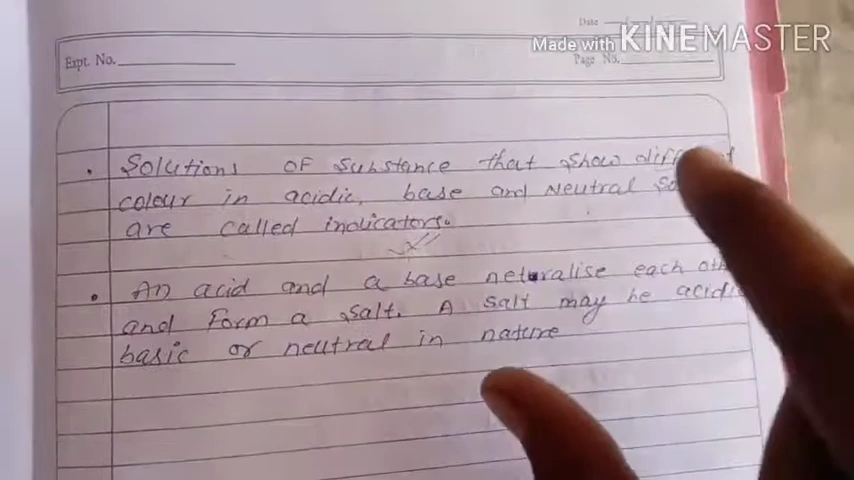 Date
Made with KINEMASTER
Expt. No.
Page No.
• Solutions of substance that show
colour in acidic, base and Neutral
are called indicators.
• An acid and a base neturalise each
and form a salt. A salt may be acidic
basic or neutral in nature